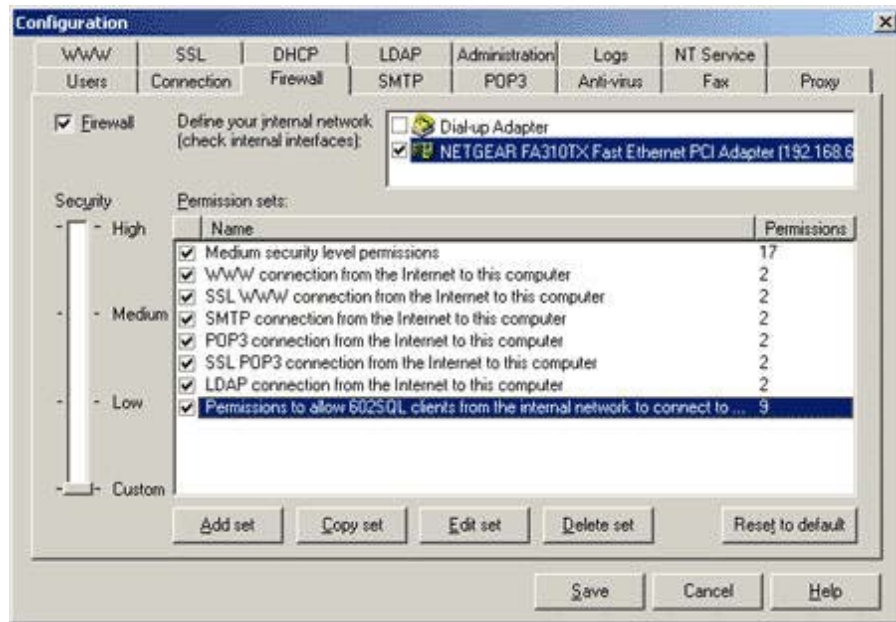 Configuration
WWW SSL DHCP LDAP Administration Logs NT Service
Users Connection Firewall SMTP POP3 Anti-virus Fax Proxy
Firewall
Define your internal network
(check internal interfaces):
Dial-up Adapter
NETGEAR FA310TX Fast Ethernet PCI Adapter (192.168.6
Security
High
Medium
Low
Custom
Permission sets:
Name Permissions
Medium security level permissions 17
WWW connection from the Internet to this computer 2
SSL WWW connection from the Internet to this computer 2
SMTP connection from the Internet to this computer 2
POP3 connection from the Internet to this computer 2
SSL POP3 connection from the Internet to this computer 2
LDAP connection from the Internet to this computer 2
Permissions to allow 602SQL clients from the internal network to connect to ... 9
Add set Copy set Edit set Delete set Reset to default
Save Cancel Help